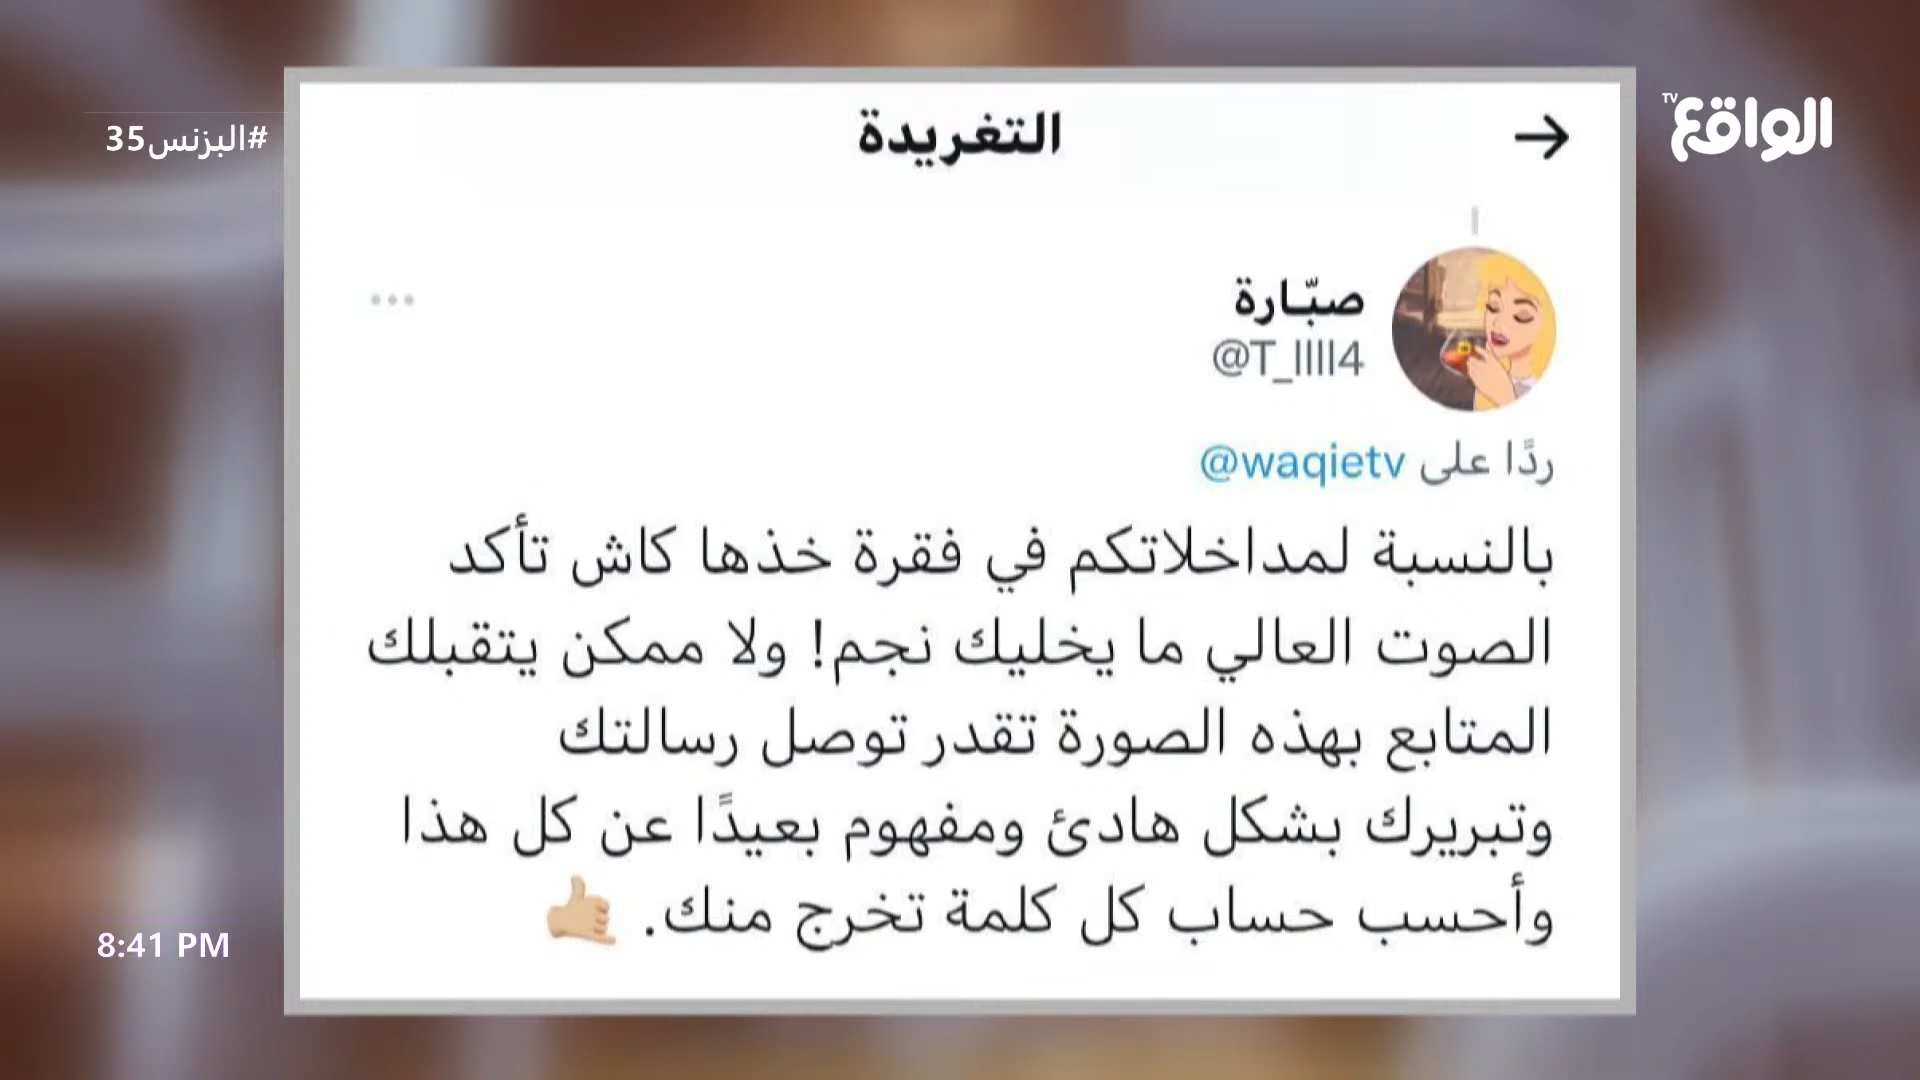 الواقع TV
#البزنس35
التغريدة
صبّارة
@T_llll4
ردًا على @waqietv
بالنسبة لمداخلاتكم في فقرة خذها كاش تأكد
الصوت العالي ما يخليك نجم! ولا ممكن يتقبلك
المتابع بهذه الصورة تقدر توصل رسالتك
وتبريرك بشكل هادئ ومفهوم بعيدًا عن كل هذا
وأحسب حساب كل كلمة تخرج منك. 🤙🏼
8:41 PM